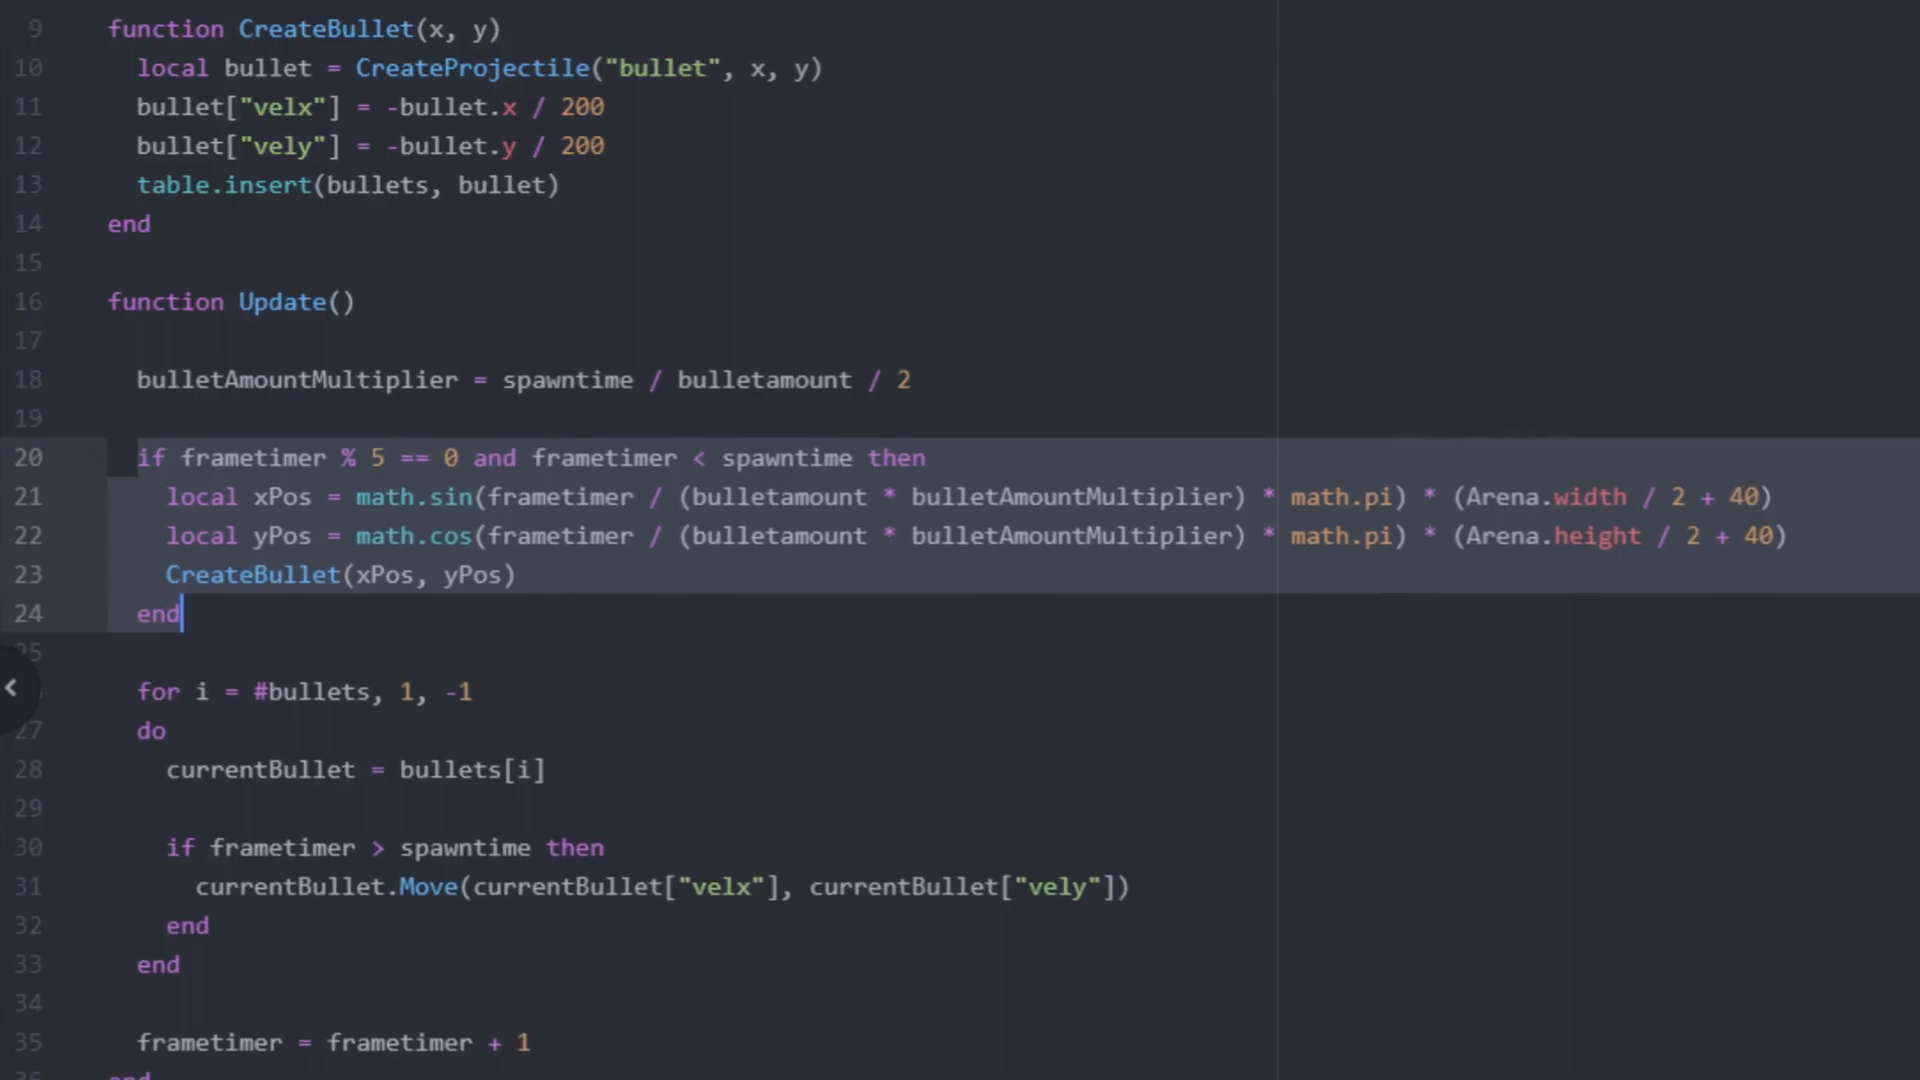 9 function CreateBullet(x, y)
10 local bullet = CreateProjectile("bullet", x, y)
11 bullet["velx"] = -bullet.x / 200
12 bullet["vely"] = -bullet.y / 200
13 table.insert(bullets, bullet)
14 end
15
16 function Update()
17
18 bulletAmountMultiplier = spawntime / bulletamount / 2
19
20 if frametimer % 5 == 0 and frametimer < spawntime then
21 local xPos = math.sin(frametimer / (bulletamount * bulletAmountMultiplier) * math.pi) * (Arena.width / 2 + 40)
22 local yPos = math.cos(frametimer / (bulletamount * bulletAmountMultiplier) * math.pi) * (Arena.height / 2 + 40)
23 CreateBullet(xPos, yPos)
24 end
25
for i = #bullets, 1, -1
27 do
28 currentBullet = bullets[i]
29
30 if frametimer > spawntime then
31 currentBullet.Move(currentBullet["velx"], currentBullet["vely"])
32 end
33 end
34
35 frametimer = frametimer + 1
36 end